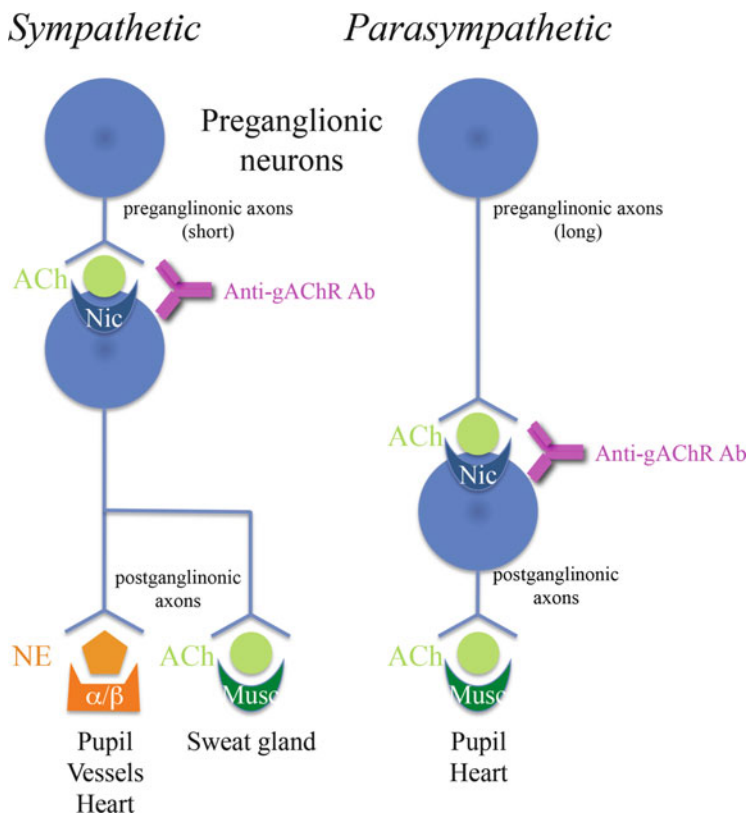 Sympathetic
Parasympathetic
Preganglionic
neurons
preganglinonic axons
(short)
preganglinonic axons
(long)
ACh
Nic
Anti-gAChR Ab
ACh
Nic
Anti-gAChR Ab
postganglinonic
axons
postganglinonic
axons
NE
α/β
ACh
Musc
ACh
Musc
Pupil
Vessels
Heart
Sweat gland
Pupil
Heart